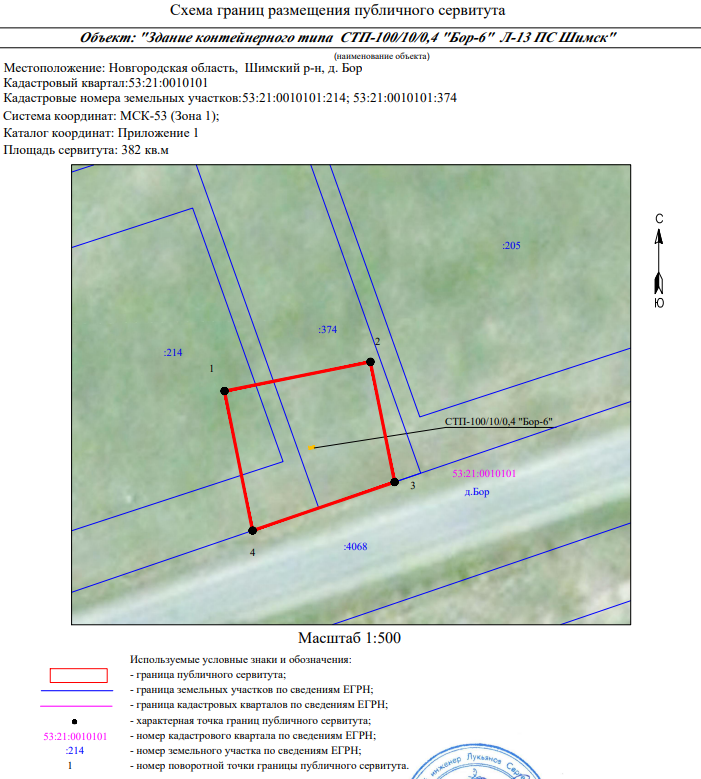 Схема границ размещения публичного сервитута
Объект: "Здание контейнерного типа СТП-100/10/0,4 "Бор-6" Л-13 ПС Шимск"
(наименование объекта)
Местоположение: Новгородская область, Шимский р-н, д. Бор
Кадастровый квартал:53:21:0010101
Кадастровые номера земельных участков:53:21:0010101:214; 53:21:0010101:374
Система координат: МСК-53 (Зона 1);
Каталог координат: Приложение 1
Площадь сервитута: 382 кв.м
С
Ю
:205
:374
2
:214
1
СТП-100/10/0,4 "Бор-6"
53:21:0010101
3
д.Бор
:4068
4
Масштаб 1:500
Используемые условные знаки и обозначения:
- граница публичного сервитута;
- граница земельных участков по сведениям ЕГРН;
- граница кадастровых кварталов по сведениям ЕГРН;
- характерная точка границ публичного сервитута;
53:21:0010101 - номер кадастрового квартала по сведениям ЕГРН;
:214 - номер земельного участка по сведениям ЕГРН;
1 - номер поворотной точки границы публичного сервитута.
инженер Лукьянов